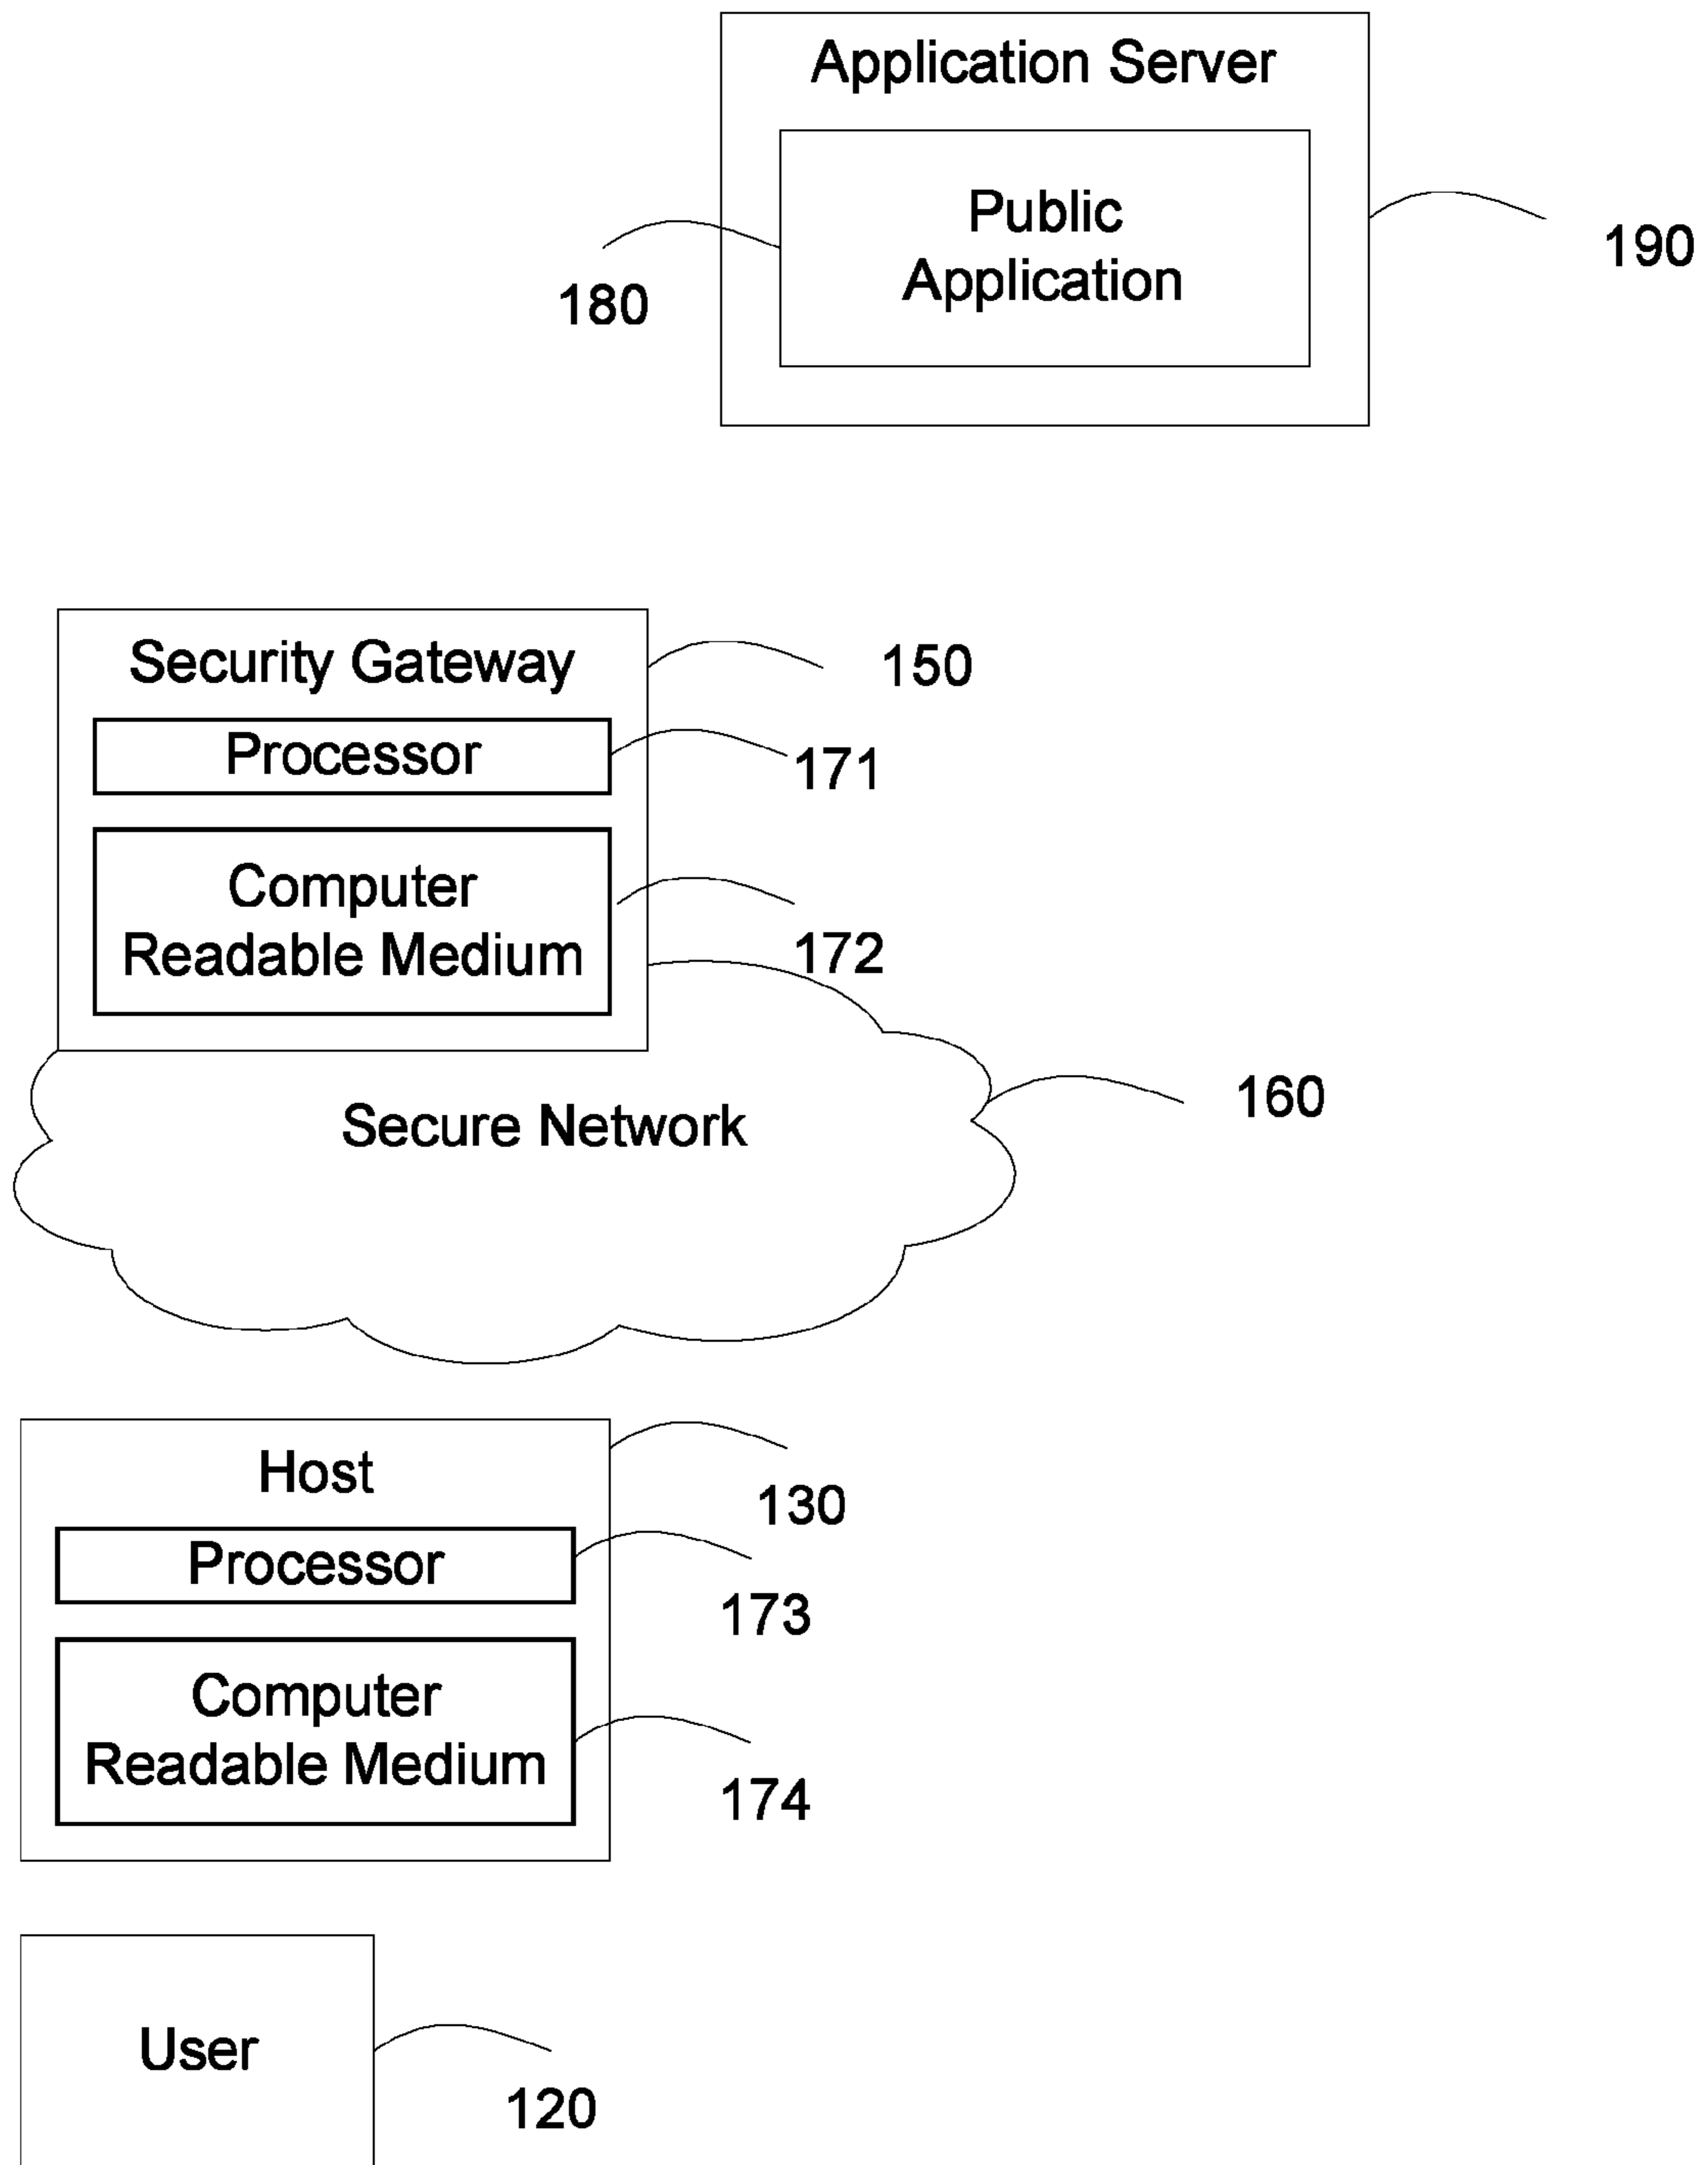 Application Server
Public
Application
180
190
Security Gateway
150
Processor
171
Computer
Readable Medium
172
Secure Network
160
Host
130
Processor
173
Computer
Readable Medium
174
User
120